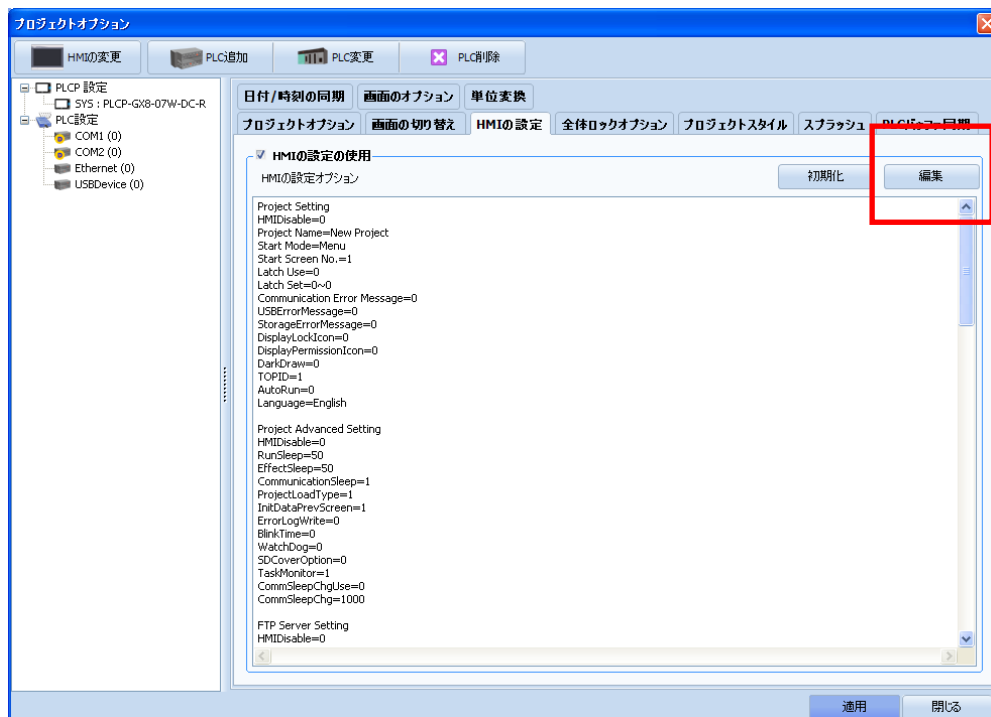 プロジェクトオプション
HMIの変更 PLC追加 PLC変更 PLC削除
PLCP 設定
SYS : PLCP-GX8-07W-DC-R
PLC設定
COM1 (0)
COM2 (0)
Ethernet (0)
USBDevice (0)
日付/時刻の同期 画面のオプション 単位変換
プロジェクトオプション 画面の切り替え HMIの設定 全体ロックオプション プロジェクトスタイル スプラッシュ PLCバッファ同期
HMIの設定の使用
HMIの設定オプション 初期化 編集
Project Setting
HMIDisable=0
Project Name=New Project
Start Mode=Menu
Start Screen No.=1
Latch Use=0
Latch Set=0~0
Communication Error Message=0
USBErrorMessage=0
StorageErrorMessage=0
DisplayLockIcon=0
DisplayPermissionIcon=0
DarkDraw=0
TOPID=1
AutoRun=0
Language=English
Project Advanced Setting
HMIDisable=0
RunSleep=50
EffectSleep=50
CommunicationSleep=1
ProjectLoadType=1
InitDataPrevScreen=1
ErrorLogWrite=0
BlinkTime=0
WatchDog=0
SDCoverOption=0
TaskMonitor=1
CommSleepChgUse=0
CommSleepChg=1000
FTP Server Setting
HMIDisable=0
適用 閉じる